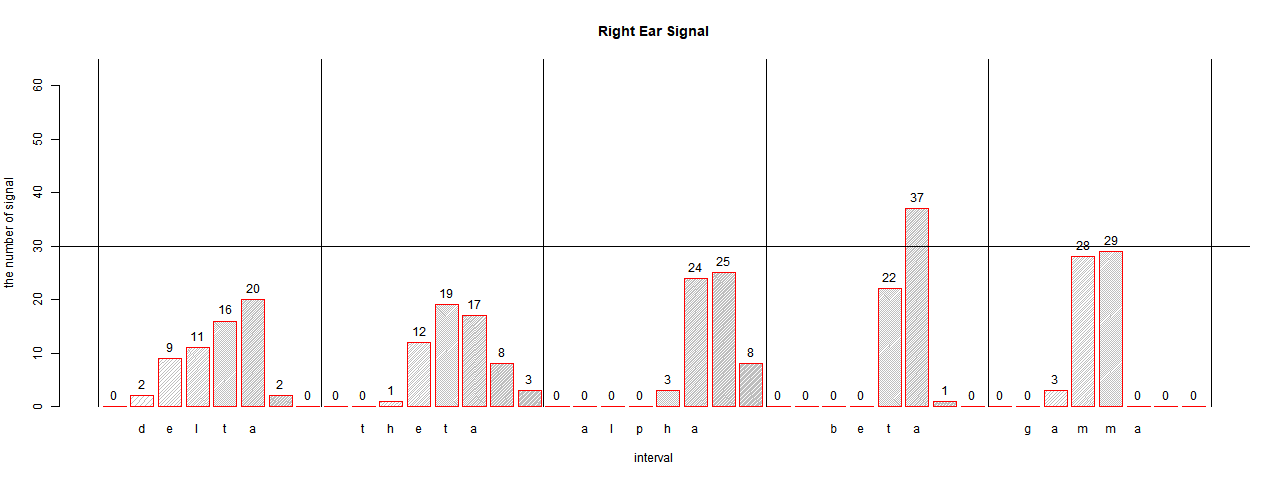 Right Ear Signal
the number of signal
60
50
40
30
20
10
0
0 2 9 11 16 20 2 0
0 0 1 12 19 17 8 3
0 0 0 0 3 24 25 8
0 0 0 0 22 37 1 0
0 0 3 28 29 0 0 0
d e l t a t h e t a a l p h a b e t a g a m m a
interval